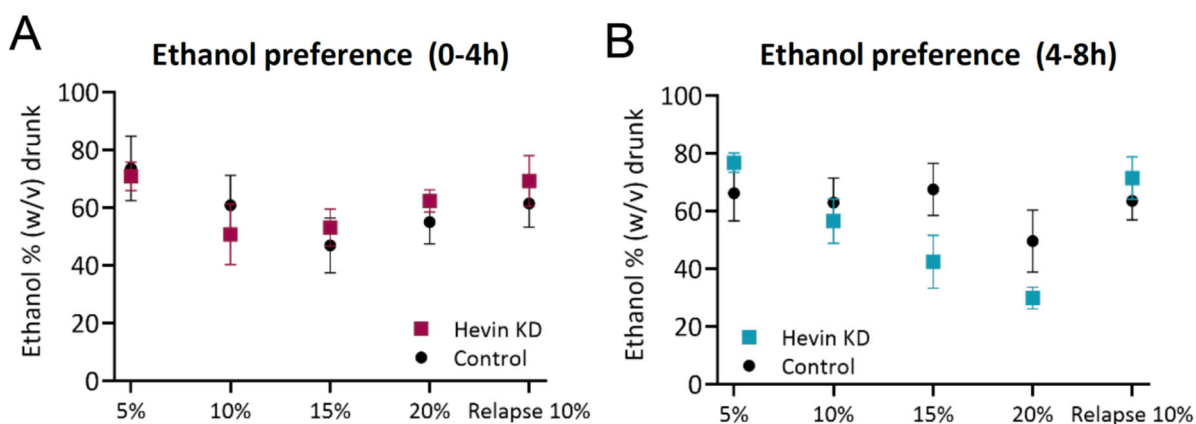 A
Ethanol preference (0-4h)
Ethanol % (w/v) drunk
100
80
60
40
20
0
Hevin KD
Control
5%
10%
15%
20%
Relapse 10%
B
Ethanol preference (4-8h)
Ethanol % (w/v) drunk
100
80
60
40
20
0
Hevin KD
Control
5%
10%
15%
20%
Relapse 10%